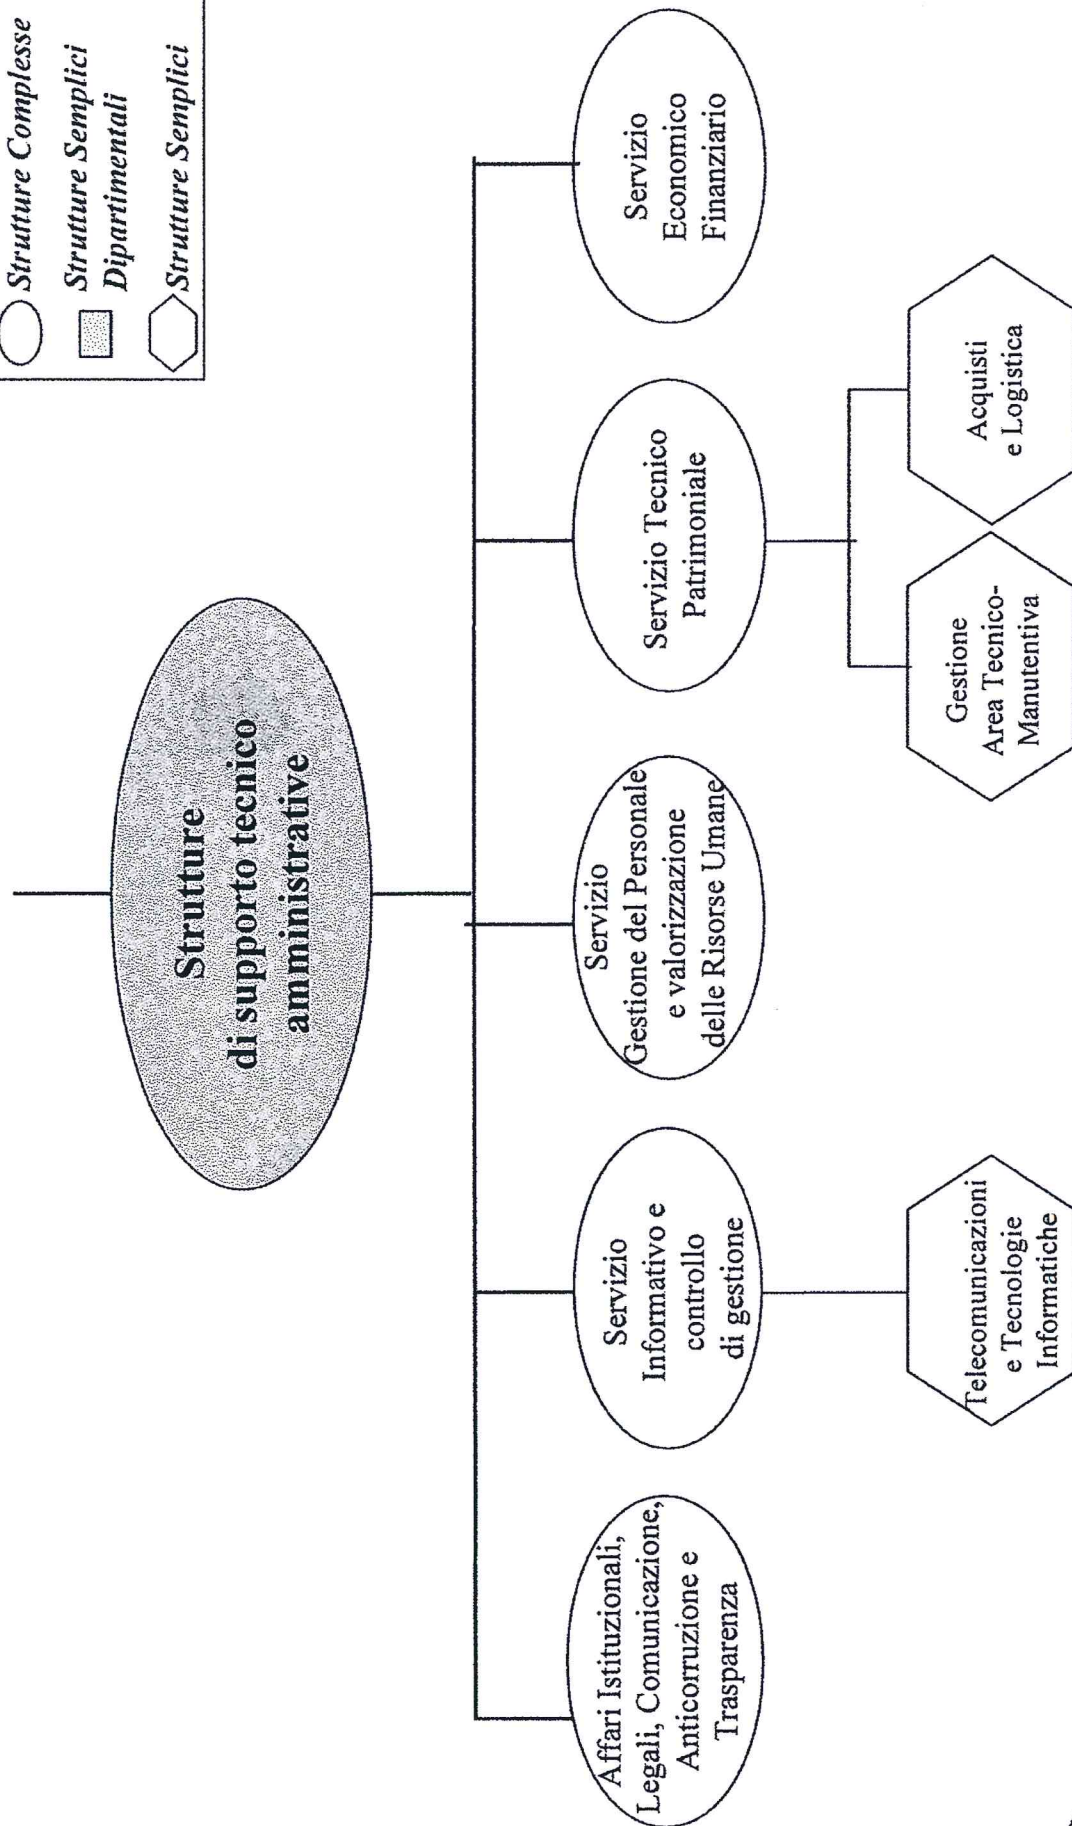 Strutture Complesse
Strutture Semplici
Dipartimentali
Strutture Semplici
Strutture
di supporto tecnico
amministrative
Affari Istituzionali,
Legali, Comunicazione,
Anticorruzione e
Trasparenza
Servizio
Informativo e
controllo
di gestione
Servizio
Gestione del Personale
e valorizzazione
delle Risorse Umane
Servizio Tecnico
Patrimoniale
Servizio
Economico
Finanziario
Telecomunicazioni
e Tecnologie
Informatiche
Gestione
Area Tecnico-
Manutentiva
Acquisti
e Logistica